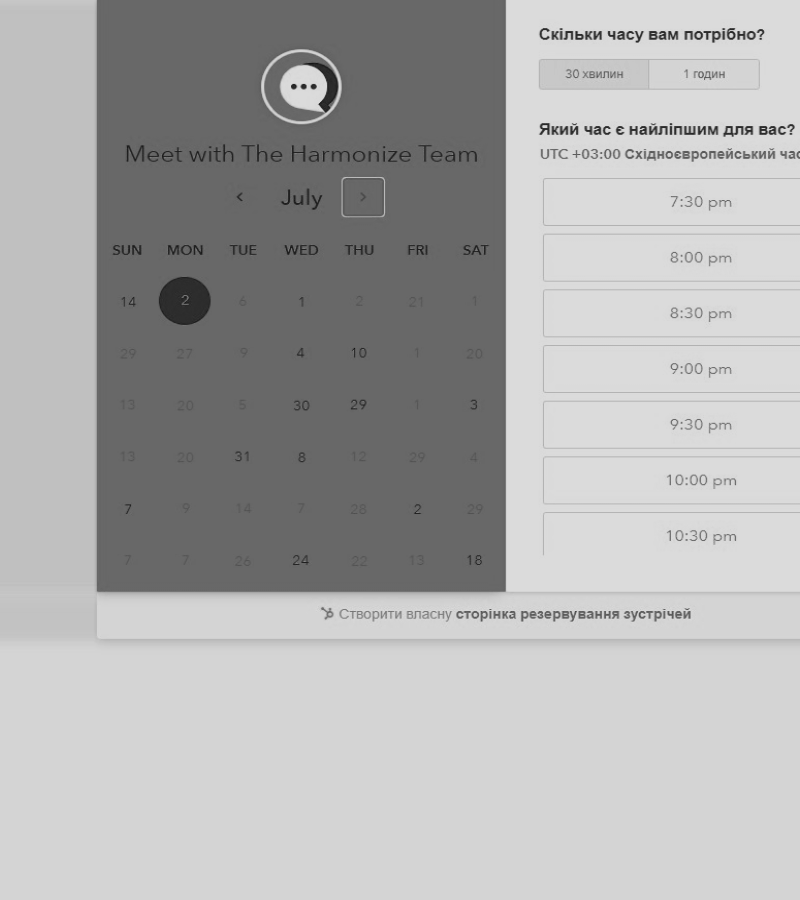 Meet with The Harmonize Team
July
SUN MON TUE WED THU FRI SAT
14 2 6 1 2 21 1
29 27 9 4 10 1 20
13 20 5 30 29 1 3
13 20 31 8 12 29 4
7 9 14 7 28 2 29
7 7 26 24 22 13 18
Скільки часу вам потрібно?
30 хвилин 1 годин
Який час є найліпшим для вас?
UTC +03:00 Східноєвропейський час
7:30 pm
8:00 pm
8:30 pm
9:00 pm
9:30 pm
10:00 pm
10:30 pm
Створити власну сторінка резервування зустрічей